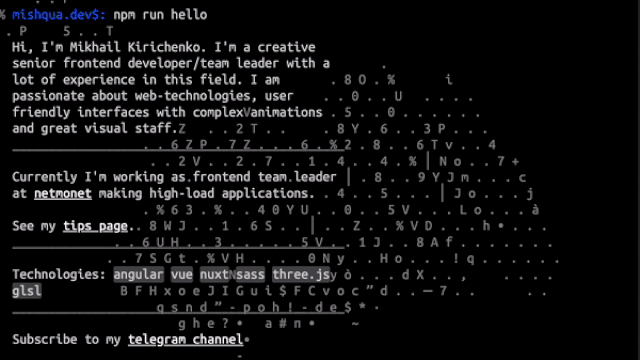 % mishqua.dev$: npm run hello
Hi, I'm Mikhail Kirichenko. I'm a creative
senior frontend developer/team leader with a
lot of experience in this field. I am
passionate about web-technologies, user
friendly interfaces with complex animations
and great visual staff.
Currently I'm working as frontend team leader
at netmonet making high-load applications.
See my tips page.
Technologies: angular vue nuxt sass three.js
glsl
Subscribe to my telegram channel